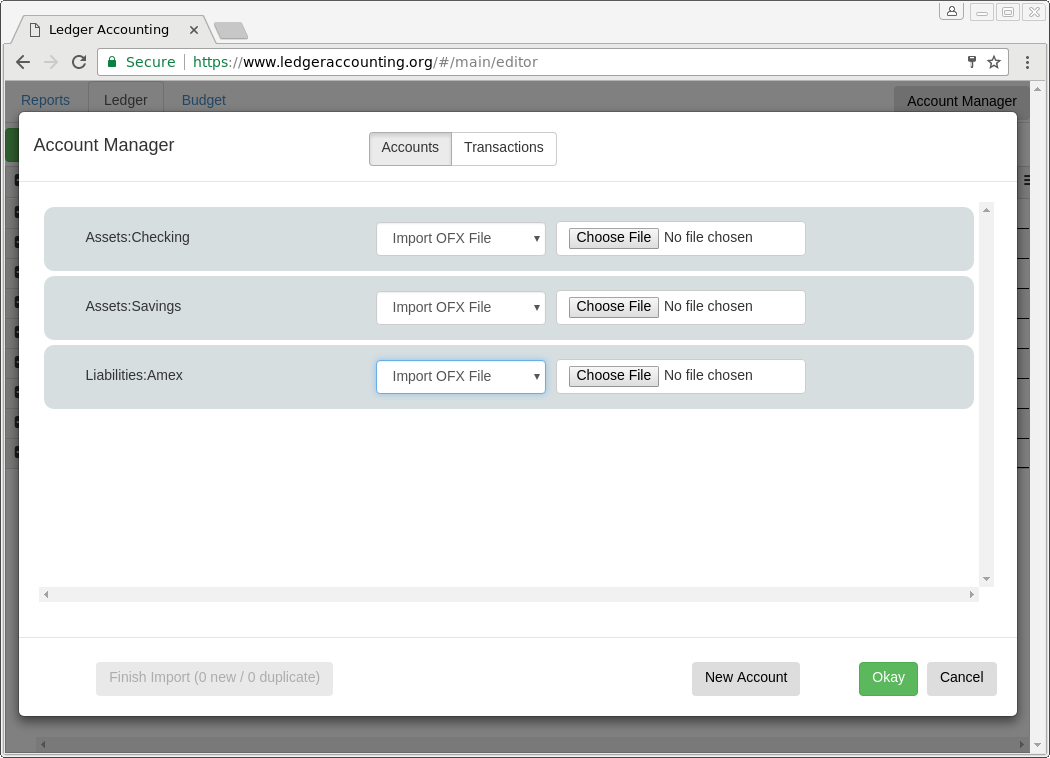 Ledger Accounting
Secure https://www.ledgeraccounting.org/#/main/editor
Reports Ledger Budget Account Manager
Account Manager Accounts Transactions
Assets:Checking Import OFX File Choose File No file chosen
Assets:Savings Import OFX File Choose File No file chosen
Liabilities:Amex Import OFX File Choose File No file chosen
Finish Import (0 new / 0 duplicate) New Account Okay Cancel